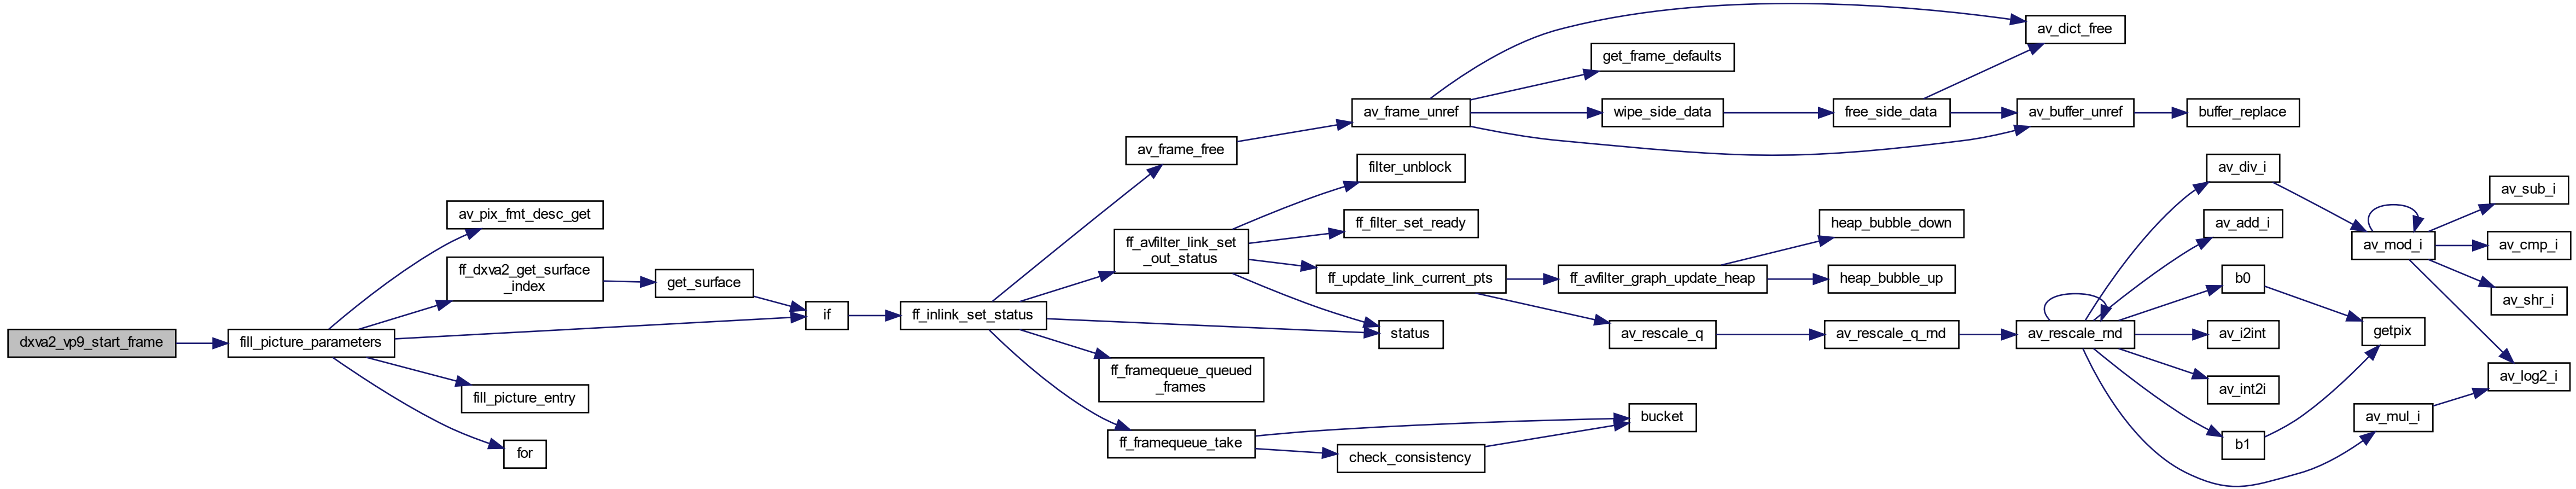 dxva2_vp9_start_frame
fill_picture_parameters
av_pix_fmt_desc_get
ff_dxva2_get_surface
_index
get_surface
fill_picture_entry
for
if
ff_inlink_set_status
av_frame_free
ff_avfilter_link_set
_out_status
status
ff_framequeue_queued
_frames
ff_framequeue_take
av_frame_unref
filter_unblock
ff_filter_set_ready
ff_update_link_current_pts
check_consistency
bucket
get_frame_defaults
wipe_side_data
free_side_data
av_dict_free
av_buffer_unref
buffer_replace
ff_avfilter_graph_update_heap
heap_bubble_down
heap_bubble_up
av_rescale_q
av_rescale_q_rnd
av_rescale_rnd
av_div_i
av_add_i
b0
av_i2int
av_int2i
b1
av_mod_i
getpix
av_mul_i
av_sub_i
av_cmp_i
av_shr_i
av_log2_i